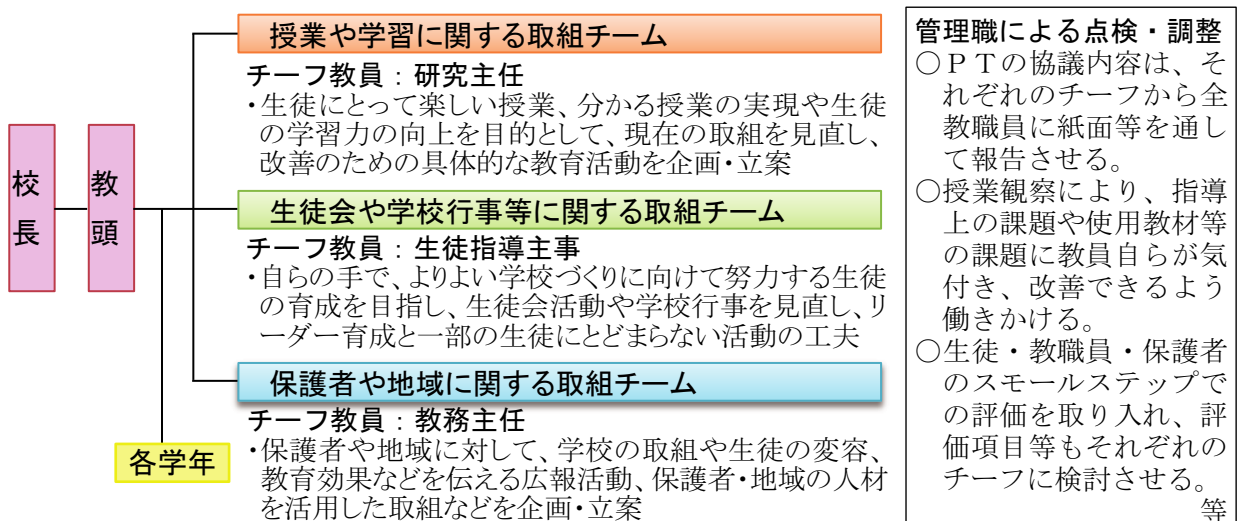 校長
教頭
各学年
授業や学習に関する取組チーム
チーフ教員：研究主任
・生徒にとって楽しい授業、分かる授業の実現や生徒
の学習力の向上を目的として、現在の取組を見直し、
改善のための具体的な教育活動を企画・立案
生徒会や学校行事等に関する取組チーム
チーフ教員：生徒指導主事
・自らの手で、よりよい学校づくりに向けて努力する生徒
の育成を目指し、生徒会活動や学校行事を見直し、リ
ーダー育成と一部の生徒にとどまらない活動の工夫
保護者や地域に関する取組チーム
チーフ教員：教務主任
・保護者や地域に対して、学校の取組や生徒の変容、
教育効果などを伝える広報活動、保護者・地域の人材
を活用した取組などを企画・立案
管理職による点検・調整
○ＰＴの協議内容は、そ
れぞれのチーフから全
教職員に紙面等を通し
て報告させる。
○授業観察により、指導
上の課題や使用教材等
の課題に教員自らが気
付き、改善できるよう
働きかける。
○生徒・教職員・保護者
のスモールステップで
の評価を取り入れ、評
価項目等もそれぞれの
チーフに検討させる。
等